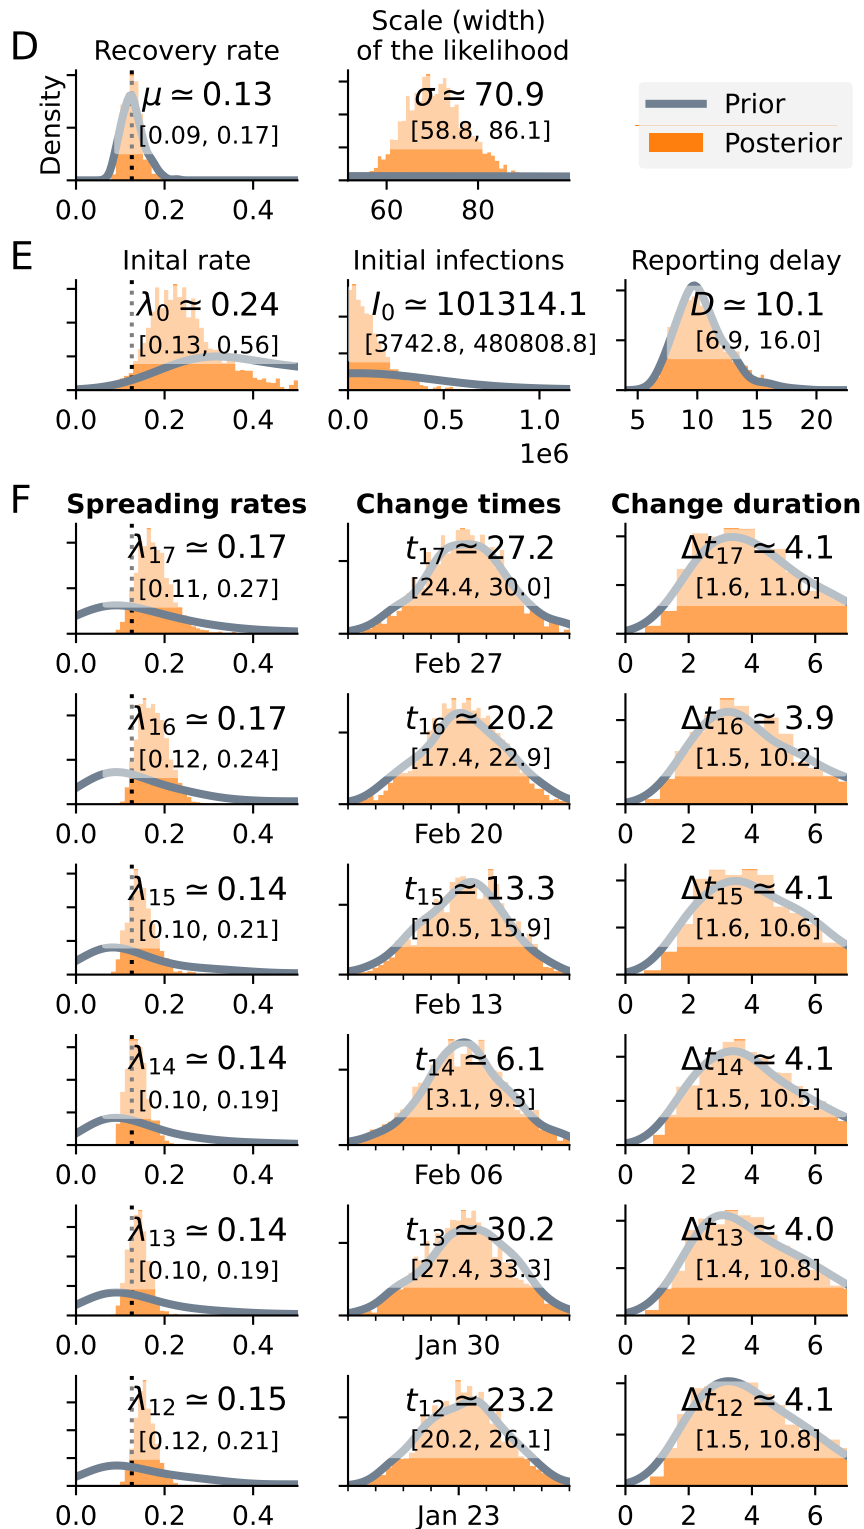 D
Recovery rate
Scale (width)
of the likelihood
Density
μ ≃ 0.13
[0.09, 0.17]
0.0 0.2 0.4
σ ≃ 70.9
[58.8, 86.1]
60 80
Prior
Posterior
E
Inital rate
λ0 ≃ 0.24
[0.13, 0.56]
0.0 0.2 0.4
Initial infections
I0 ≃ 101314.1
[3742.8, 480808.8]
0.0 0.5 1.0
1e6
Reporting delay
D ≃ 10.1
[6.9, 16.0]
5 10 15 20
F
Spreading rates Change times Change duration
λ17 ≃ 0.17
[0.11, 0.27]
0.0 0.2 0.4
t17 ≃ 27.2
[24.4, 30.0]
Feb 27
Δt17 ≃ 4.1
[1.6, 11.0]
0 2 4 6
λ16 ≃ 0.17
[0.12, 0.24]
0.0 0.2 0.4
t16 ≃ 20.2
[17.4, 22.9]
Feb 20
Δt16 ≃ 3.9
[1.5, 10.2]
0 2 4 6
λ15 ≃ 0.14
[0.10, 0.21]
0.0 0.2 0.4
t15 ≃ 13.3
[10.5, 15.9]
Feb 13
Δt15 ≃ 4.1
[1.6, 10.6]
0 2 4 6
λ14 ≃ 0.14
[0.10, 0.19]
0.0 0.2 0.4
t14 ≃ 6.1
[3.1, 9.3]
Feb 06
Δt14 ≃ 4.1
[1.5, 10.5]
0 2 4 6
λ13 ≃ 0.14
[0.10, 0.19]
0.0 0.2 0.4
t13 ≃ 30.2
[27.4, 33.3]
Jan 30
Δt13 ≃ 4.0
[1.4, 10.8]
0 2 4 6
λ12 ≃ 0.15
[0.12, 0.21]
0.0 0.2 0.4
t12 ≃ 23.2
[20.2, 26.1]
Jan 23
Δt12 ≃ 4.1
[1.5, 10.8]
0 2 4 6